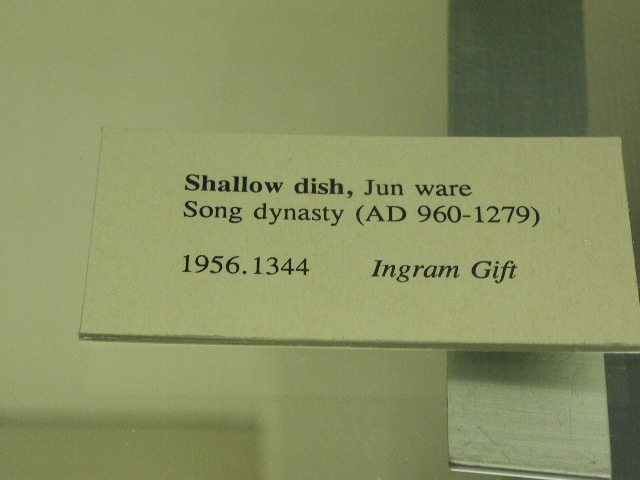 Shallow dish, Jun ware
Song dynasty (AD 960-1279)
1956.1344 Ingram Gift